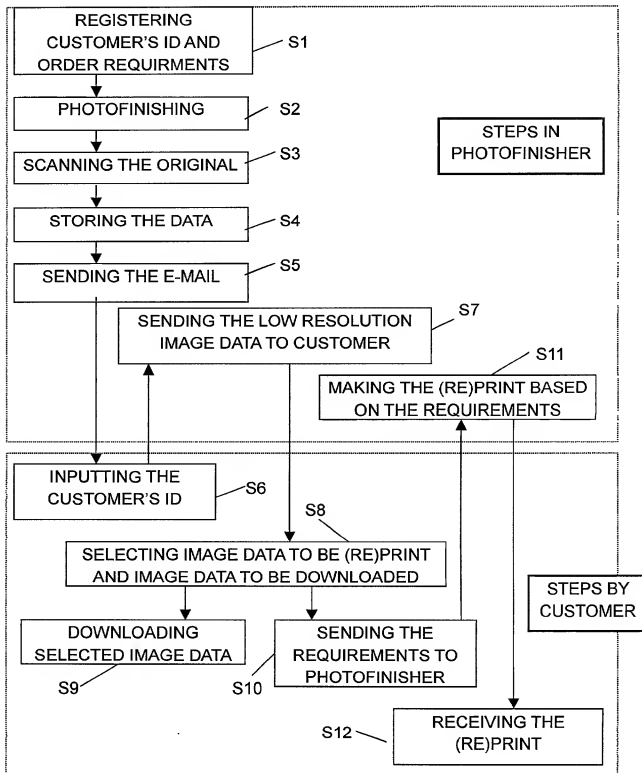 REGISTERING
CUSTOMER'S ID AND
ORDER REQUIRMENTS
S1
PHOTOFINISHING
S2
STEPS IN
PHOTOFINISHER
SCANNING THE ORIGINAL
S3
STORING THE DATA
S4
SENDING THE E-MAIL
S5
SENDING THE LOW RESOLUTION
IMAGE DATA TO CUSTOMER
S7
S11
MAKING THE (RE)PRINT BASED
ON THE REQUIREMENTS
INPUTTING THE
CUSTOMER'S ID
S6
S8
SELECTING IMAGE DATA TO BE (RE)PRINT
AND IMAGE DATA TO BE DOWNLOADED
STEPS BY
CUSTOMER
DOWNLOADING
SELECTED IMAGE DATA
S9
SENDING THE
REQUIREMENTS TO
PHOTOFINISHER
S10
RECEIVING THE
(RE)PRINT
S12